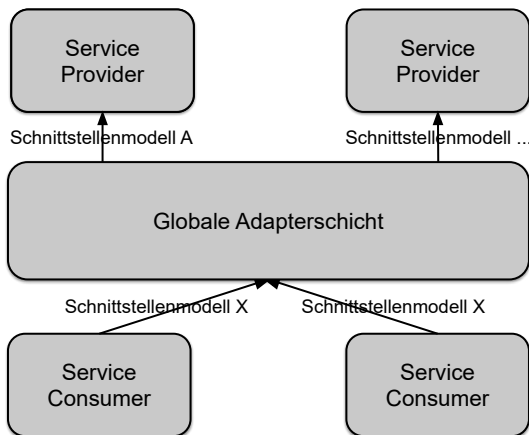 Service
Provider
Service
Provider
Schnittstellenmodell A
Schnittstellenmodell ...
Globale Adapterschicht
Schnittstellenmodell X
Schnittstellenmodell X
Service
Consumer
Service
Consumer